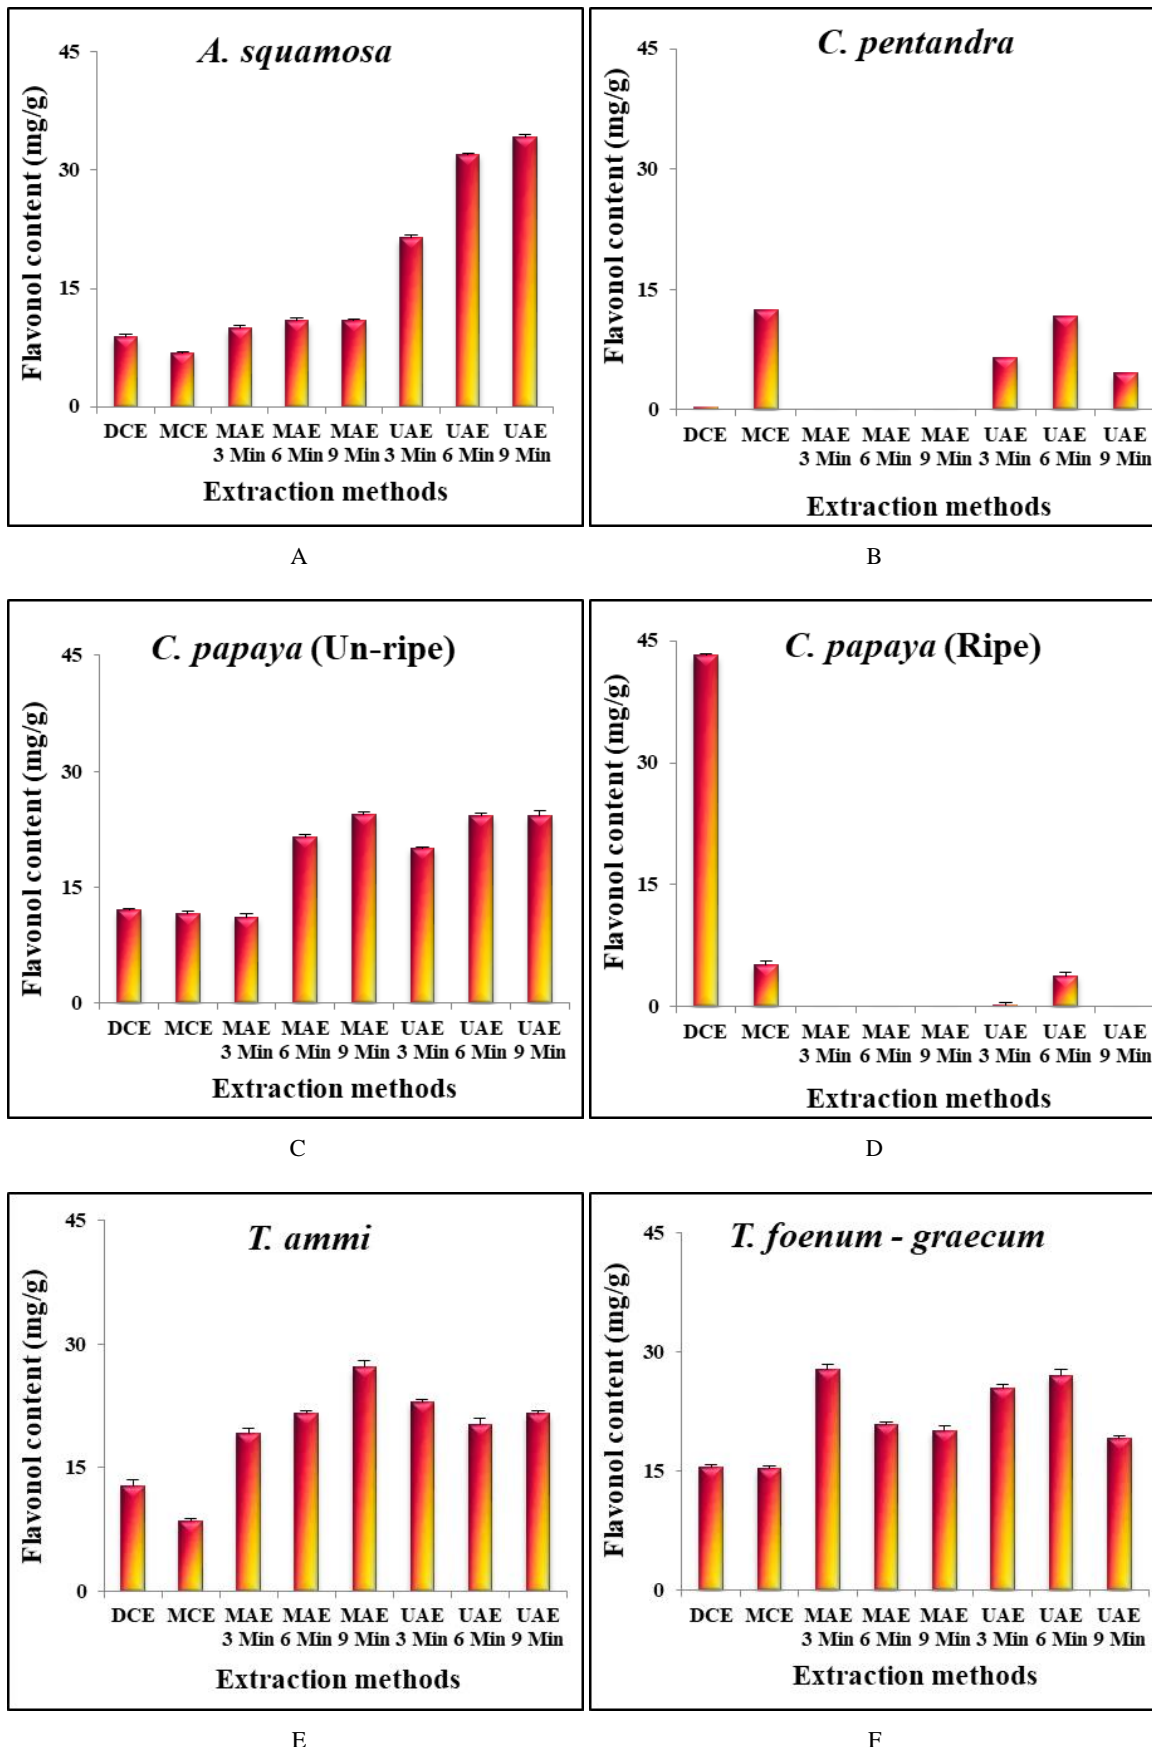 A. squamosa
45
30
15
0
Flavonol content (mg/g)
DCE MCE MAE MAE MAE UAE UAE UAE
3 Min 6 Min 9 Min 3 Min 6 Min 9 Min
Extraction methods
A
C. pentandra
45
30
15
0
Flavonol content (mg/g)
DCE MCE MAE MAE MAE UAE UAE UAE
3 Min 6 Min 9 Min 3 Min 6 Min 9 Min
Extraction methods
B
C. papaya (Un-ripe)
45
30
15
0
Flavonol content (mg/g)
DCE MCE MAE MAE MAE UAE UAE UAE
3 Min 6 Min 9 Min 3 Min 6 Min 9 Min
Extraction methods
C
C. papaya (Ripe)
45
30
15
0
Flavonol content (mg/g)
DCE MCE MAE MAE MAE UAE UAE UAE
3 Min 6 Min 9 Min 3 Min 6 Min 9 Min
Extraction methods
D
T. ammi
45
30
15
0
Flavonol content (mg/g)
DCE MCE MAE MAE MAE UAE UAE UAE
3 Min 6 Min 9 Min 3 Min 6 Min 9 Min
Extraction methods
E
T. foenum - graecum
45
30
15
0
Flavonol content (mg/g)
DCE MCE MAE MAE MAE UAE UAE UAE
3 Min 6 Min 9 Min 3 Min 6 Min 9 Min
Extraction methods
F